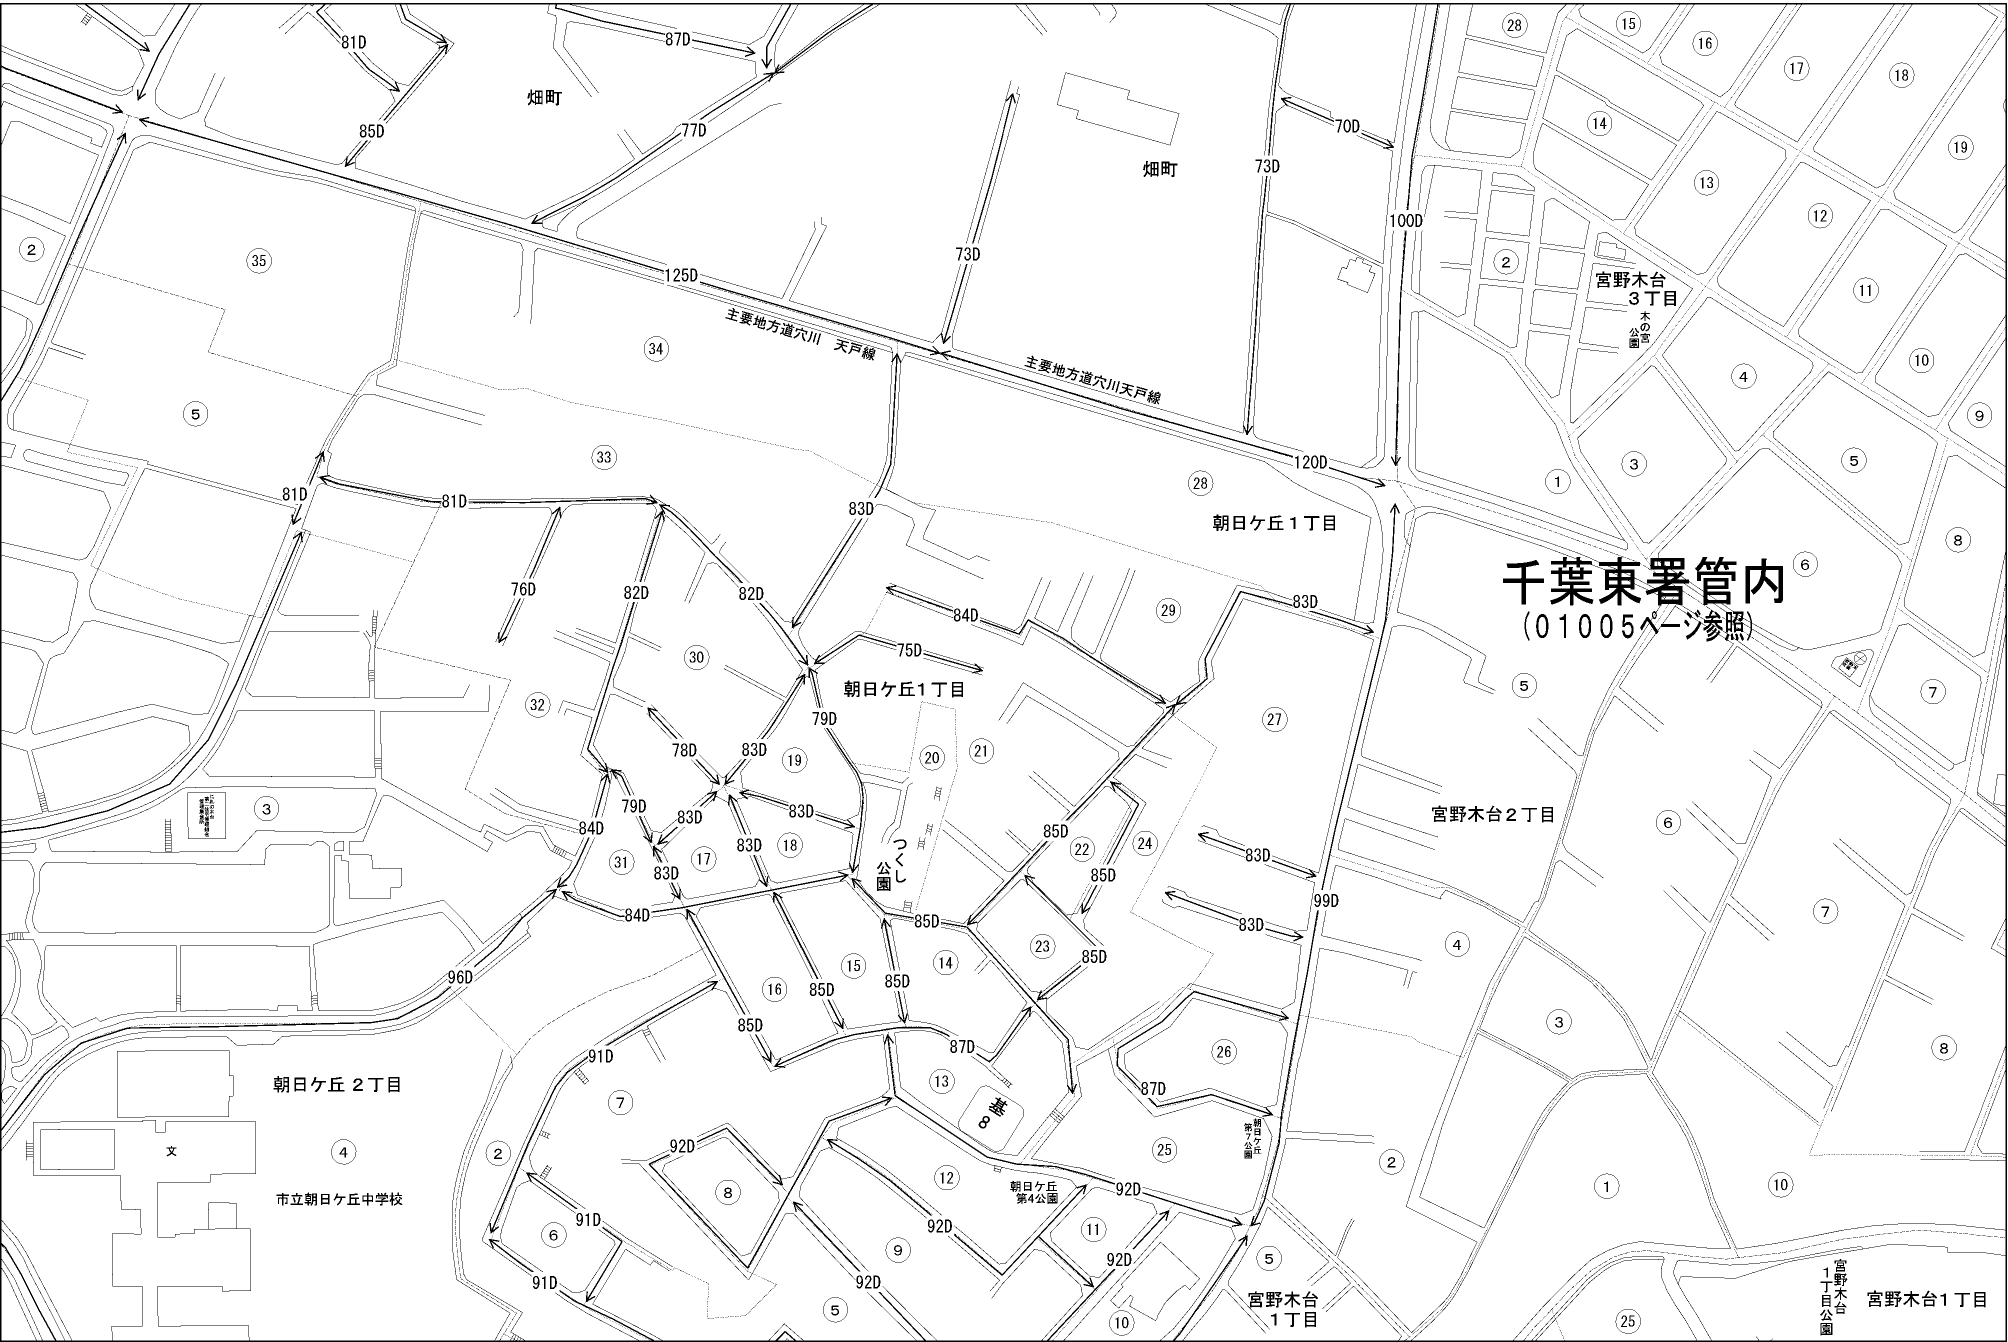 28
15
16
17
18
81D
87D
畑町
85D
77D
70D
14
19
畑町
73D
13
12
100D
2
35
73D
2
宮野木台
3丁目
125D
11
主要地方道穴川　天戸線
木の宮
公園
34
主要地方道穴川天戸線
10
4
5
9
33
120D
3
5
81D
81D
83D
28
1
朝日ケ丘1丁目
8
千葉東署管内
(01005ページ参照)
6
76D
82D
82D
84D
29
83D
75D
30
朝日ケ丘1丁目
5
7
32
79D
27
78D
83D
19
20
21
3
79D
83D
83D
宮野木台2丁目
6
84D
83D
18
85D
22
24
つくし
公園
31
17
83D
83D
85D
99D
84D
85D
83D
7
4
23
96D
15
14
85D
85D
16
85D
85D
3
91D
87D
26
8
朝日ケ丘2丁目
13
87D
7
基8
朝日ケ丘
第7公園
92D
文
4
2
25
2
12
8
朝日ケ丘
第4公園
92D
1
10
市立朝日ケ丘中学校
91D
6
92D
11
9
92D
5
91D
92D
宮野木台
1丁目
宮野木台
1丁目公園
宮野木台1丁目
5
10
25